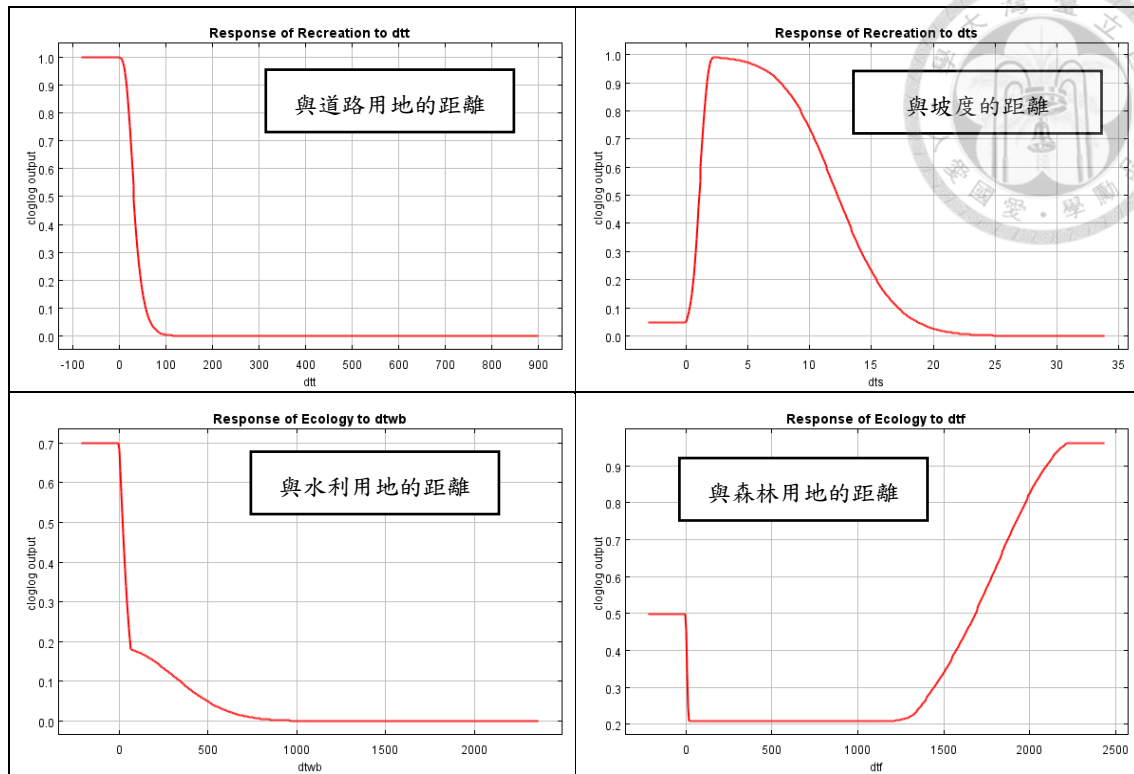 Response of Recreation to dtt
與道路用地的距離
cloglog output
1.0
0.9
0.8
0.7
0.6
0.5
0.4
0.3
0.2
0.1
0.0
-100 0 100 200 300 400 500 600 700 800 900
dtt
Response of Recreation to dts
與坡度的距離
cloglog output
1.0
0.9
0.8
0.7
0.6
0.5
0.4
0.3
0.2
0.1
0.0
0 5 10 15 20 25 30 35
dts
Response of Ecology to dtwb
與水利用地的距離
cloglog output
0.7
0.6
0.5
0.4
0.3
0.2
0.1
0.0
0 500 1000 1500 2000
dtwb
Response of Ecology to dtf
與森林用地的距離
cloglog output
0.9
0.8
0.7
0.6
0.5
0.4
0.3
0.2
0 500 1000 1500 2000 2500
dtf